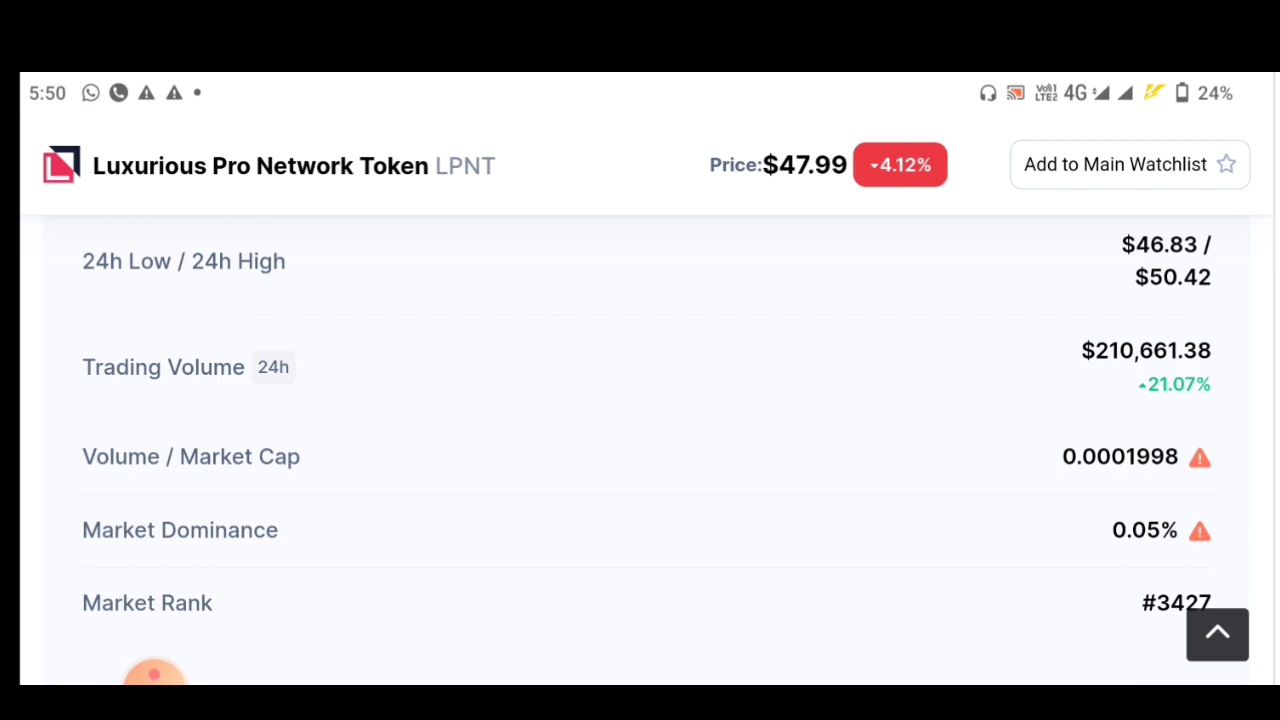 5:50 Vo1) LTE2 4G 24%
Luxurious Pro Network Token LPNT Price:$47.99 4.12% Add to Main Watchlist
24h Low / 24h High $46.83 / $50.42
Trading Volume 24h $210,661.38
21.07%
Volume / Market Cap 0.0001998
Market Dominance 0.05%
Market Rank #3427